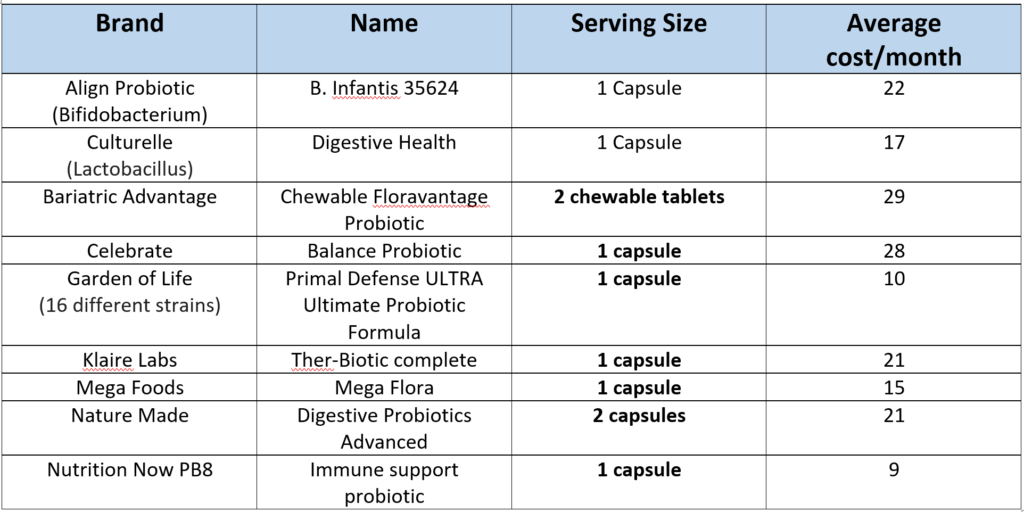 Brand Name Serving Size Average
cost/month
Align Probiotic B. Infantis 35624 1 Capsule 22
(Bifidobacterium)
Culturelle Digestive Health 1 Capsule 17
(Lactobacillus)
Bariatric Advantage Chewable Floravantage 2 chewable tablets 29
Probiotic
Celebrate Balance Probiotic 1 capsule 28
Garden of Life Primal Defense ULTRA 1 capsule 10
(16 different strains) Ultimate Probiotic
Formula
Klaire Labs Ther-Biotic complete 1 capsule 21
Mega Foods Mega Flora 1 capsule 15
Nature Made Digestive Probiotics 2 capsules 21
Advanced
Nutrition Now PB8 Immune support 1 capsule 9
probiotic